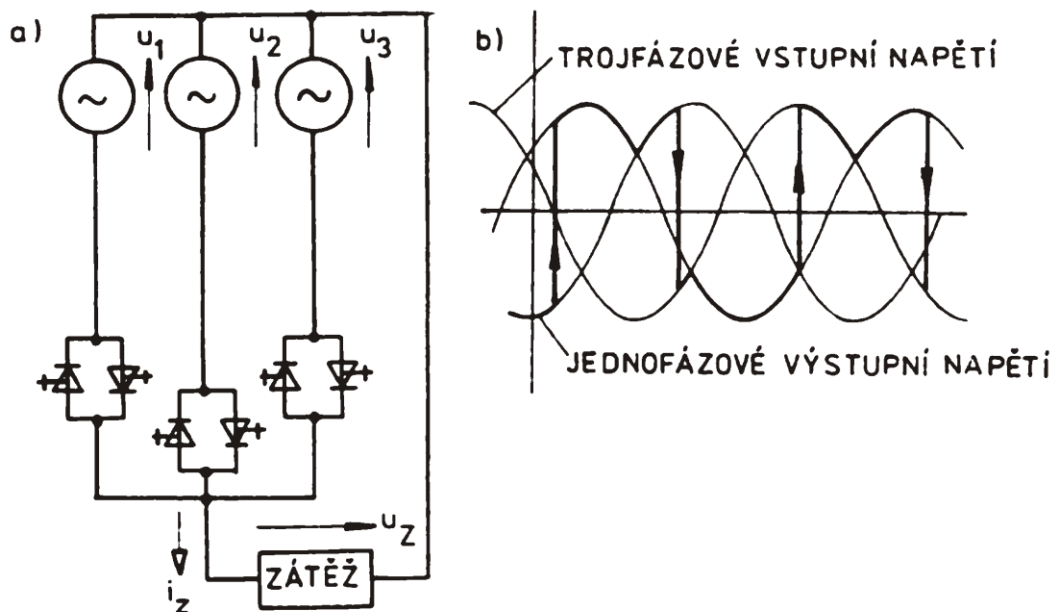 a)
u1
u2
u3
b)
TROJFÁZOVÉ VSTUPNÍ NAPĚTÍ
JEDNOFÁZOVÉ VÝSTUPNÍ NAPĚTÍ
uZ
ZÁTĚŽ
iz